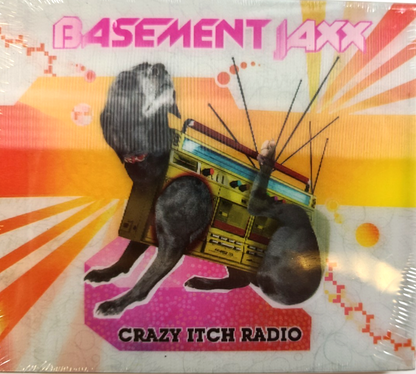 BASEMENT JAXX
CRAZY ITCH RADIO